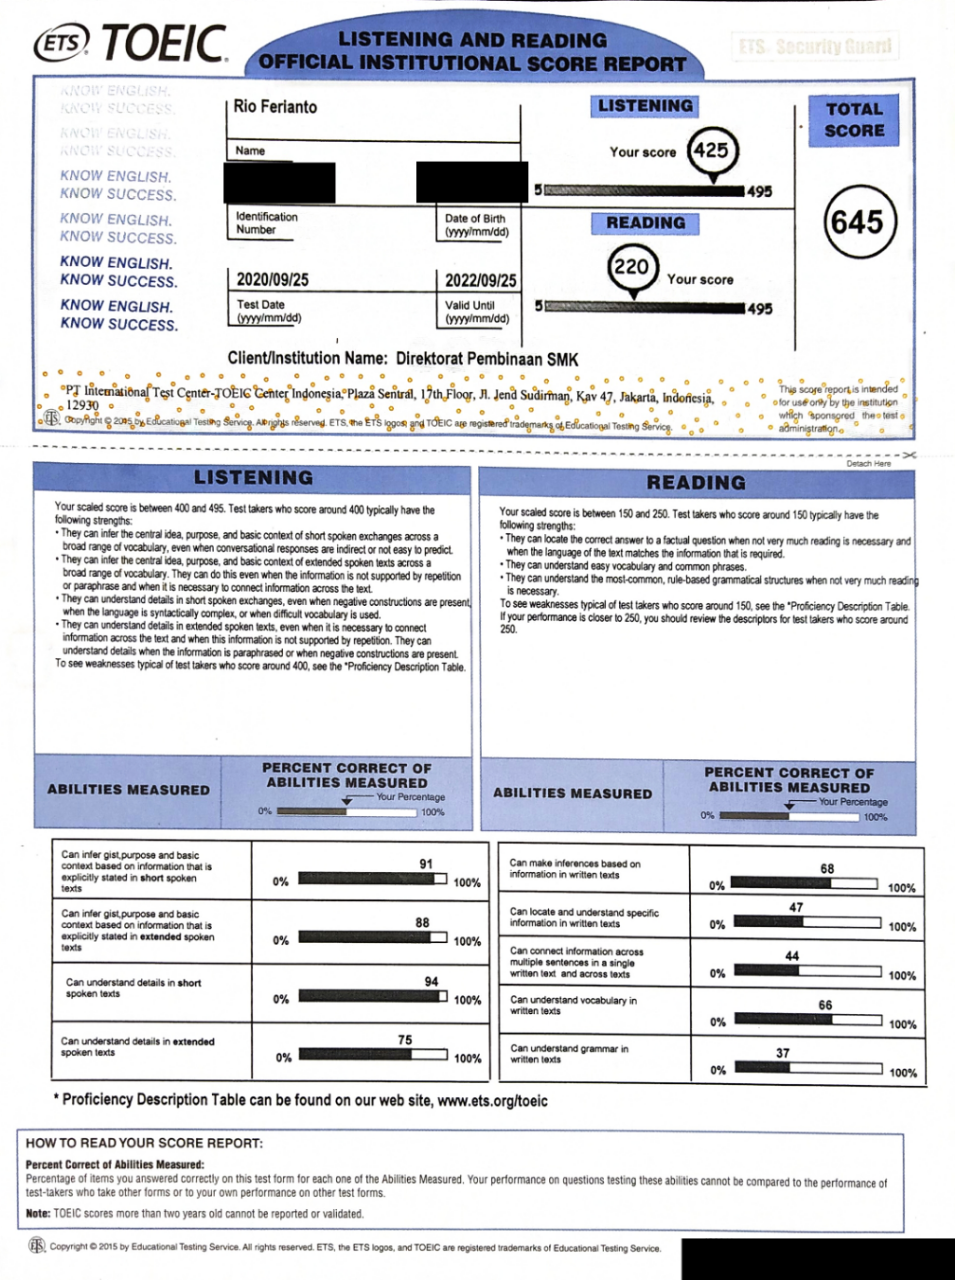 ETS TOEIC
LISTENING AND READING
OFFICIAL INSTITUTIONAL SCORE REPORT
ETS Security Guard
KNOW ENGLISH.
KNOW SUCCESS.
KNOW ENGLISH.
KNOW SUCCESS.
KNOW ENGLISH.
KNOW SUCCESS.
KNOW ENGLISH.
KNOW SUCCESS.
KNOW ENGLISH.
KNOW SUCCESS.
KNOW ENGLISH.
KNOW SUCCESS.
Rio Ferianto
Name
Identification
Number
Date of Birth
(yyyy/mm/dd)
2020/09/25
Test Date
(yyyy/mm/dd)
2022/09/25
Valid Until
(yyyy/mm/dd)
LISTENING
Your score 425
5 495
READING
220 Your score
5 495
TOTAL
SCORE
645
Client/Institution Name: Direktorat Pembinaan SMK
PT International Test Center-TOEIC Center Indonesia, Plaza Sentral, 17th Floor, Jl. Jend Sudirman, Kav 47, Jakarta, Indonesia,
12930
Copyright © 2015 by Educational Testing Service. All rights reserved. ETS, the ETS logos, and TOEIC are registered trademarks of Educational Testing Service.
This score report is intended
for use only by the institution
which sponsored the test
administration.
Detach Here
LISTENING
Your scaled score is between 400 and 495. Test takers who score around 400 typically have the
following strengths:
• They can infer the central idea, purpose, and basic context of short spoken exchanges across a
broad range of vocabulary, even when conversational responses are indirect or not easy to predict.
• They can infer the central idea, purpose, and basic context of extended spoken texts across a
broad range of vocabulary. They can do this even when the information is not supported by repetition
or paraphrase and when it is necessary to connect information across the text.
• They can understand details in short spoken exchanges, even when negative constructions are present,
when the language is syntactically complex, or when difficult vocabulary is used.
• They can understand details in extended spoken texts, even when it is necessary to connect
information across the text and when this information is not supported by repetition. They can
understand details when the information is paraphrased or when negative constructions are present.
To see weaknesses typical of test takers who score around 400, see the *Proficiency Description Table.
READING
Your scaled score is between 150 and 250. Test takers who score around 150 typically have the
following strengths:
• They can locate the correct answer to a factual question when not very much reading is necessary and
when the language of the text matches the information that is required.
• They can understand easy vocabulary and common phrases.
• They can understand the most-common, rule-based grammatical structures when not very much reading
is necessary.
To see weaknesses typical of test takers who score around 150, see the *Proficiency Description Table.
If your performance is closer to 250, you should review the descriptors for test takers who score around
250.
ABILITIES MEASURED
PERCENT CORRECT OF
ABILITIES MEASURED
Your Percentage
0% 100%
ABILITIES MEASURED
PERCENT CORRECT OF
ABILITIES MEASURED
Your Percentage
0% 100%
Can infer gist,purpose and basic
context based on information that is
explicitly stated in short spoken
texts
91
0% 100%
Can infer gist,purpose and basic
context based on information that is
explicitly stated in extended spoken
texts
88
0% 100%
Can understand details in short
spoken texts
94
0% 100%
Can understand details in extended
spoken texts
75
0% 100%
Can make inferences based on
information in written texts
68
0% 100%
Can locate and understand specific
information in written texts
47
0% 100%
Can connect information across
multiple sentences in a single
written text and across texts
44
0% 100%
Can understand vocabulary in
written texts
66
0% 100%
Can understand grammar in
written texts
37
0% 100%
* Proficiency Description Table can be found on our web site, www.ets.org/toeic
HOW TO READ YOUR SCORE REPORT:
Percent Correct of Abilities Measured:
Percentage of items you answered correctly on this test form for each one of the Abilities Measured. Your performance on questions testing these abilities cannot be compared to the performance of
test-takers who take other forms or to your own performance on other test forms.
Note: TOEIC scores more than two years old cannot be reported or validated.
ETS Copyright © 2015 by Educational Testing Service. All rights reserved. ETS, the ETS logos, and TOEIC are registered trademarks of Educational Testing Service.